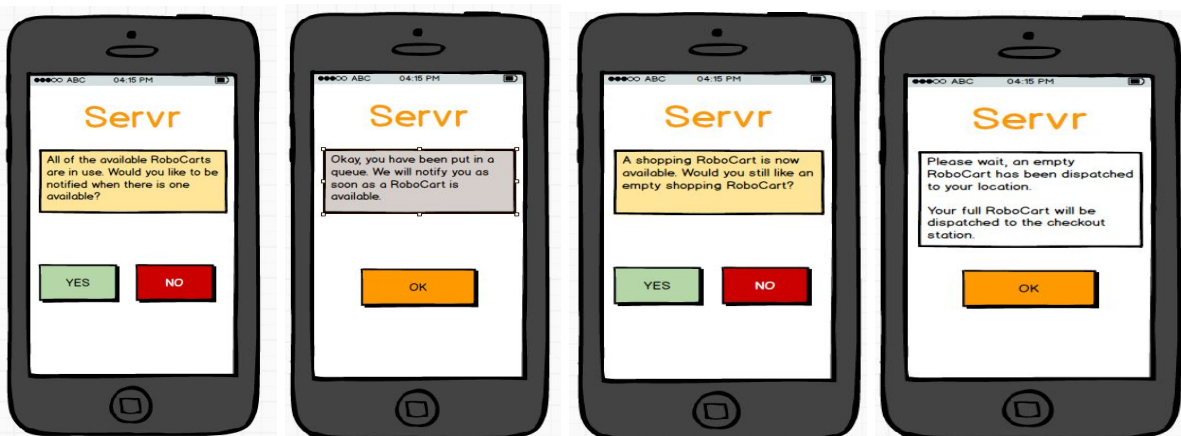 ABC 04:15 PM
Servr
All of the available RoboCarts
are in use. Would you like to be
notified when there is one
available?
YES
NO
ABC 04:15 PM
Servr
Okay, you have been put in a
queue. We will notify you as
soon as a RoboCart is
available.
OK
ABC 04:15 PM
Servr
A shopping RoboCart is now
available. Would you still like an
empty shopping RoboCart?
YES
NO
ABC 04:15 PM
Servr
Please wait, an empty
RoboCart has been dispatched
to your location.
Your full RoboCart will be
dispatched to the checkout
station.
OK